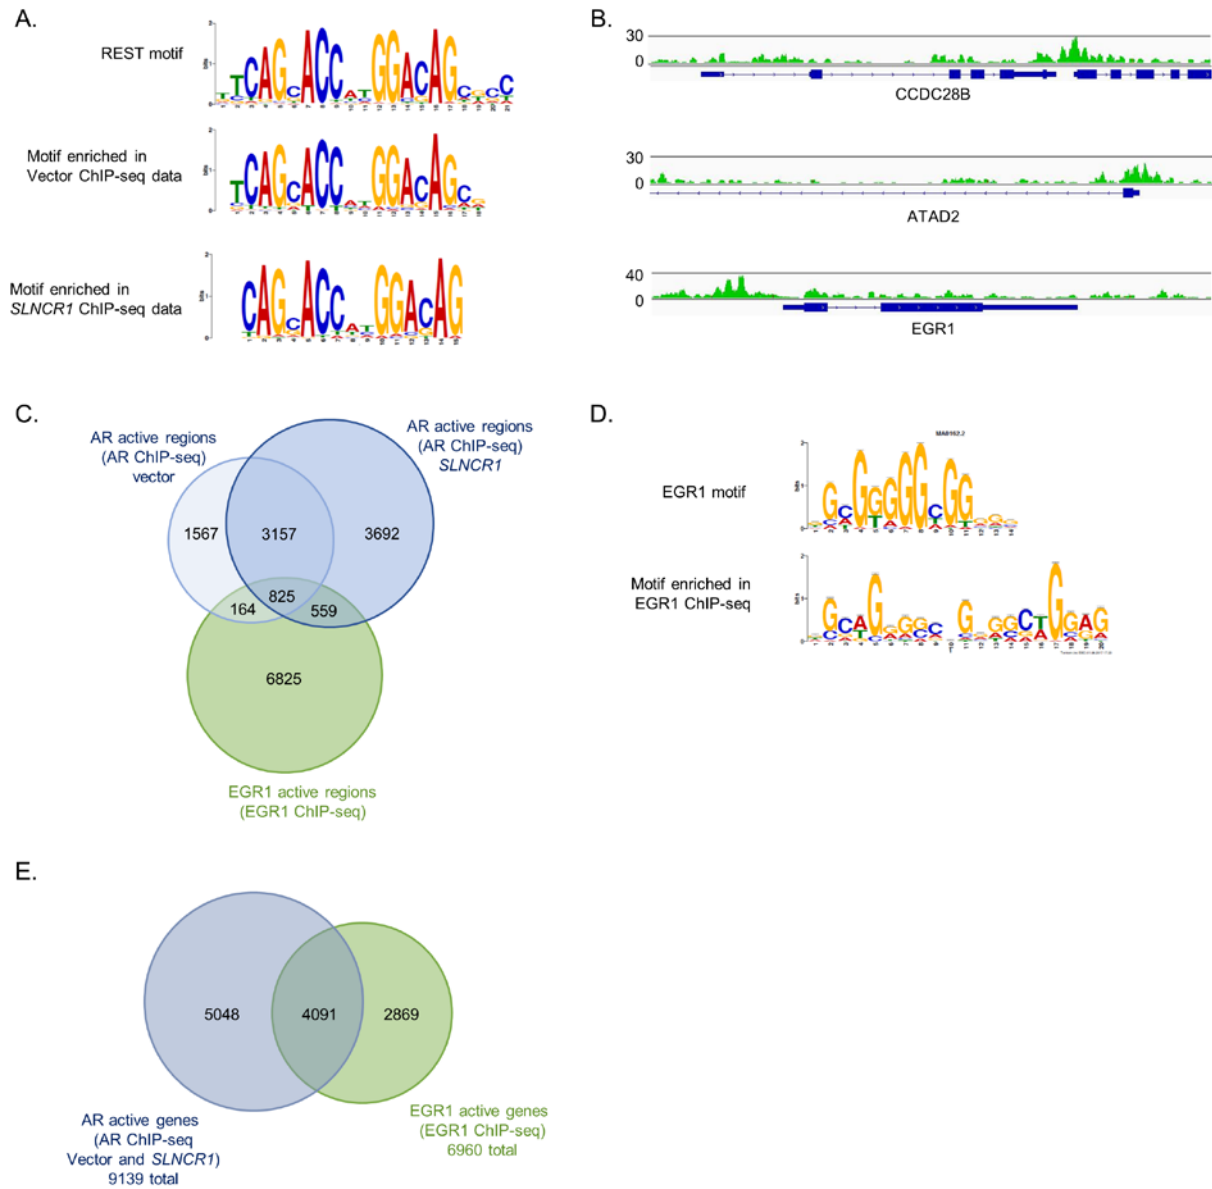 A.
REST motif
Motif enriched in
Vector ChIP-seq data
Motif enriched in
SLNCR1 ChIP-seq data
B.
30
0
CCDC28B
30
0
ATAD2
40
0
EGR1
C.
AR active regions
(AR ChIP-seq)
vector
AR active regions
(AR ChIP-seq)
SLNCR1
1567
3157
3692
825
164
559
6825
EGR1 active regions
(EGR1 ChIP-seq)
D.
MA0162.2
EGR1 motif
Motif enriched in
EGR1 ChIP-seq
E.
5048
4091
2869
AR active genes
(AR ChIP-seq
Vector and SLNCR1)
9139 total
EGR1 active genes
(EGR1 ChIP-seq)
6960 total